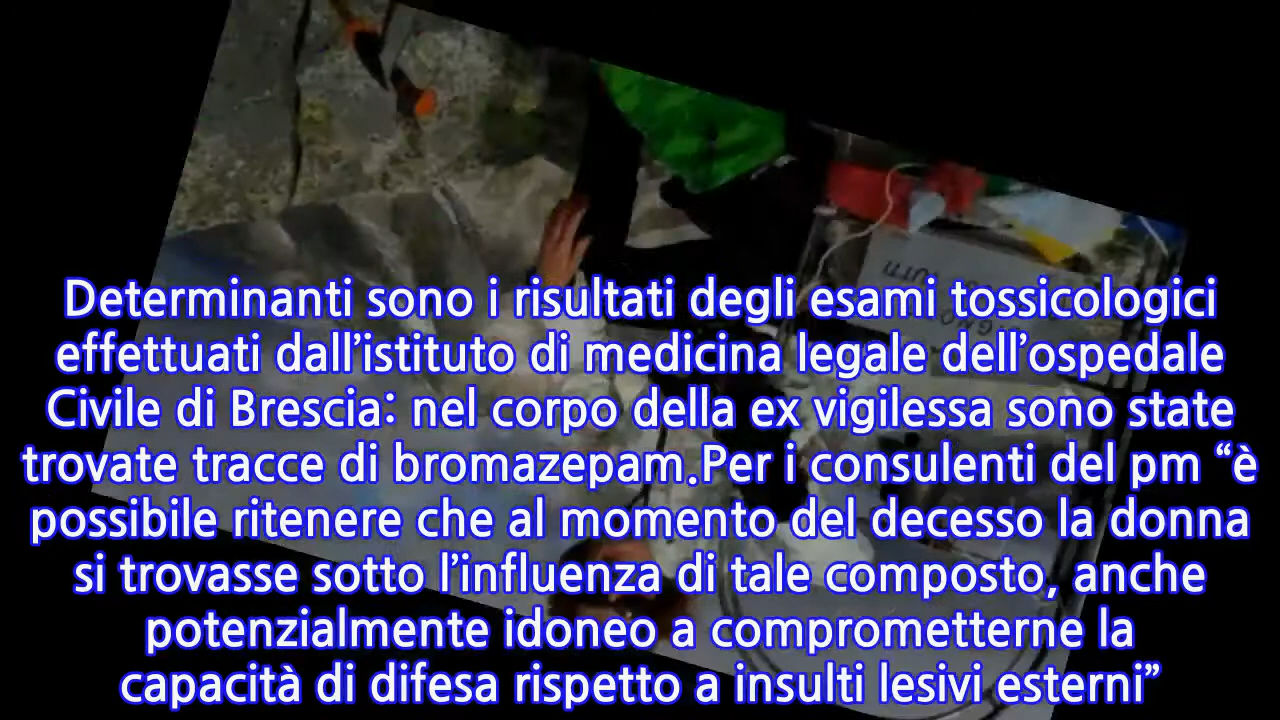 Determinanti sono i risultati degli esami tossicologici
effettuati dall’istituto di medicina legale dell’ospedale
Civile di Brescia: nel corpo della ex vigilessa sono state
trovate tracce di bromazepam.Per i consulenti del pm “è
possibile ritenere che al momento del decesso la donna
si trovasse sotto l’influenza di tale composto, anche
potenzialmente idoneo a comprometterne la
capacità di difesa rispetto a insulti lesivi esterni”